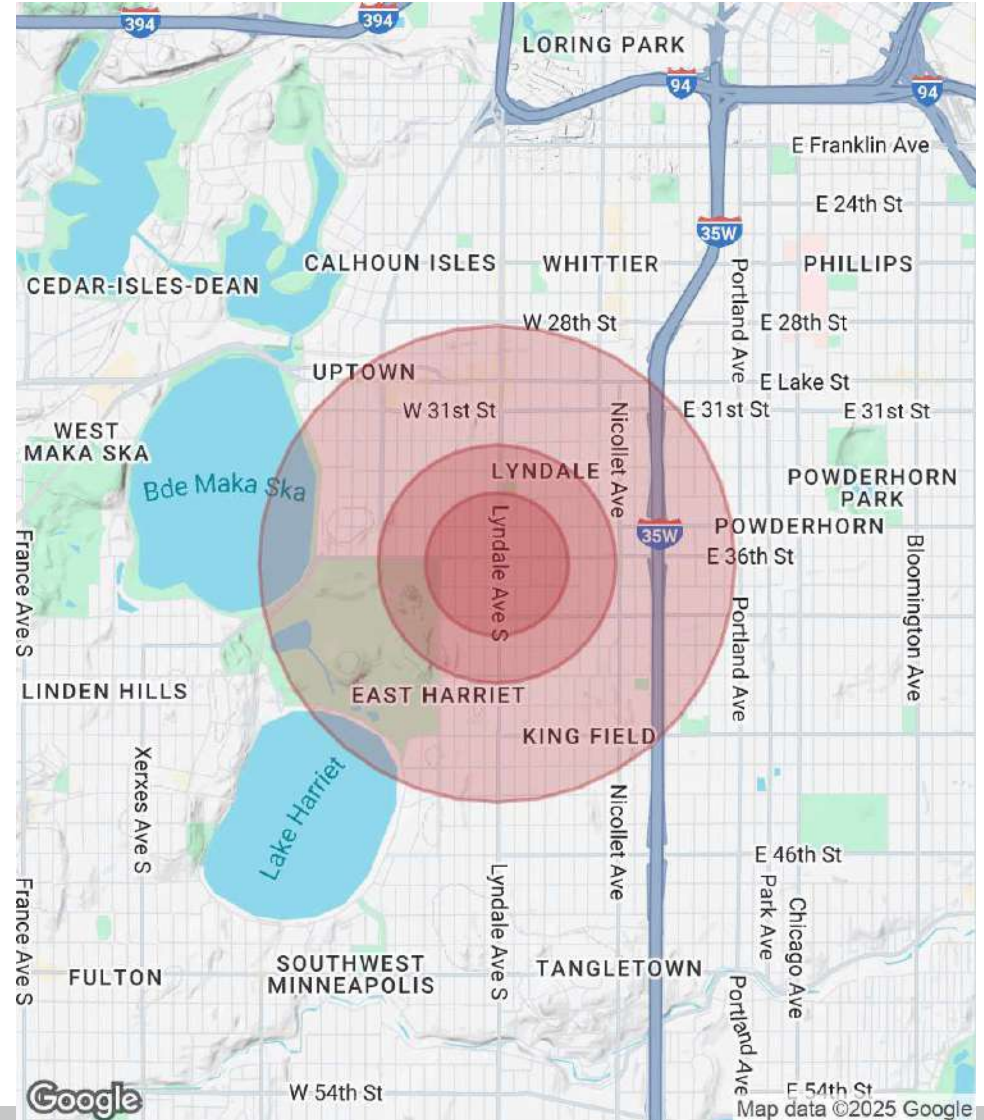 394
394
LORING PARK
94
94
E Franklin Ave
E 24th St
35W
CALHOUN ISLES
WHITTIER
PHILLIPS
CEDAR-ISLES-DEAN
Portland Ave
W 28th St
E 28th St
UPTOWN
E Lake St
W 31st St
Nicollet Ave
E 31st St
E 31st St
WEST
MAKA SKA
LYNDALE
Bde Maka Ska
POWDERHORN
PARK
Lyndale Ave S
35W
POWDERHORN
France Ave S
E 36th St
Bloomington Ave
Portland Ave
LINDEN HILLS
EAST HARRIET
KING FIELD
Xerxes Ave S
Lake Harriet
Nicollet Ave
E 46th St
Lyndale Ave S
Park Ave
Chicago Ave
France Ave S
FULTON
SOUTHWEST
MINNEAPOLIS
TANGLETOWN
Portland Ave
W 54th St
E 54th St
Google
Map data ©2025 Google